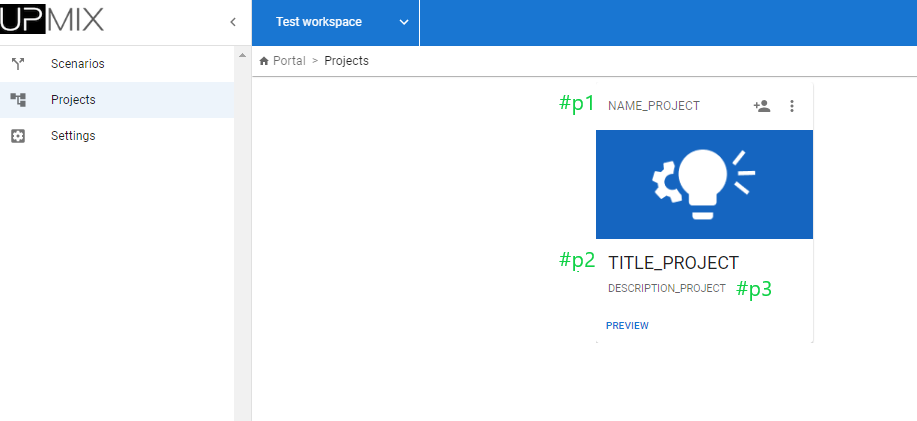 UPMIX
Test workspace
Scenarios
Projects
Settings
Portal > Projects
#p1 NAME_PROJECT
#p2 TITLE_PROJECT
DESCRIPTION_PROJECT #p3
PREVIEW